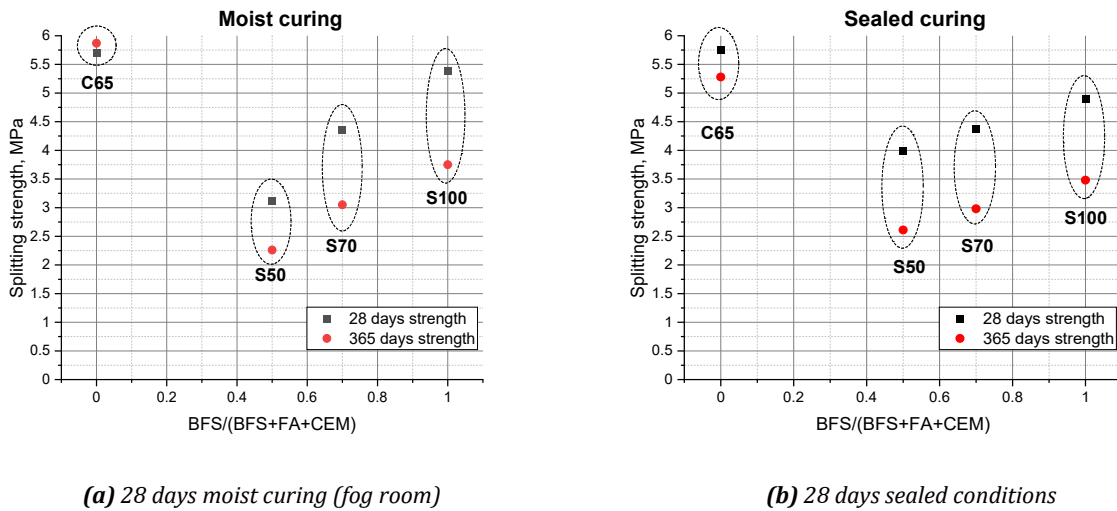 Moist curing
Splitting strength, MPa
6
5.5
5
4.5
4
3.5
3
2.5
2
1.5
1
0.5
0
C65
S50
S70
S100
28 days strength
365 days strength
0
0.2
0.4
0.6
0.8
1
BFS/(BFS+FA+CEM)
(a) 28 days moist curing (fog room)
Sealed curing
Splitting strength, MPa
6
5.5
5
4.5
4
3.5
3
2.5
2
1.5
1
0.5
0
C65
S50
S70
S100
28 days strength
365 days strength
0
0.2
0.4
0.6
0.8
1
BFS/(BFS+FA+CEM)
(b) 28 days sealed conditions